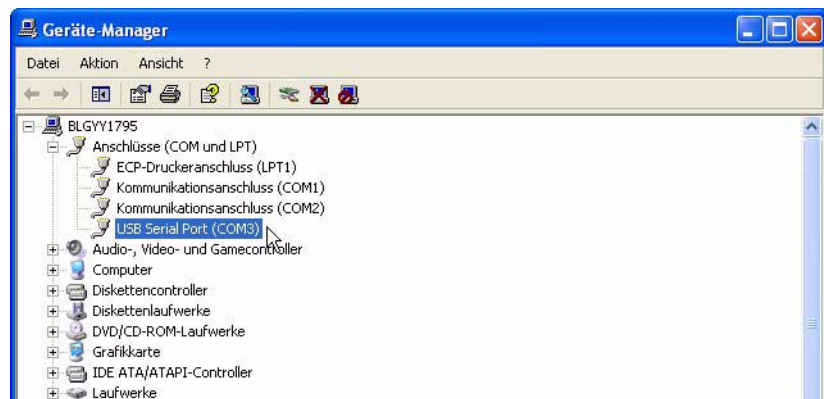 Geräte-Manager
Datei Aktion Ansicht ?
BLGYY1795
Anschlüsse (COM und LPT)
ECP-Druckeranschluss (LPT1)
Kommunikationsanschluss (COM1)
Kommunikationsanschluss (COM2)
USB Serial Port (COM3)
Audio-, Video- und Gamecontroller
Computer
Diskettencontroller
Diskettenlaufwerke
DVD/CD-ROM-Laufwerke
Grafikkarte
IDE ATA/ATAPI-Controller
Laufwerke